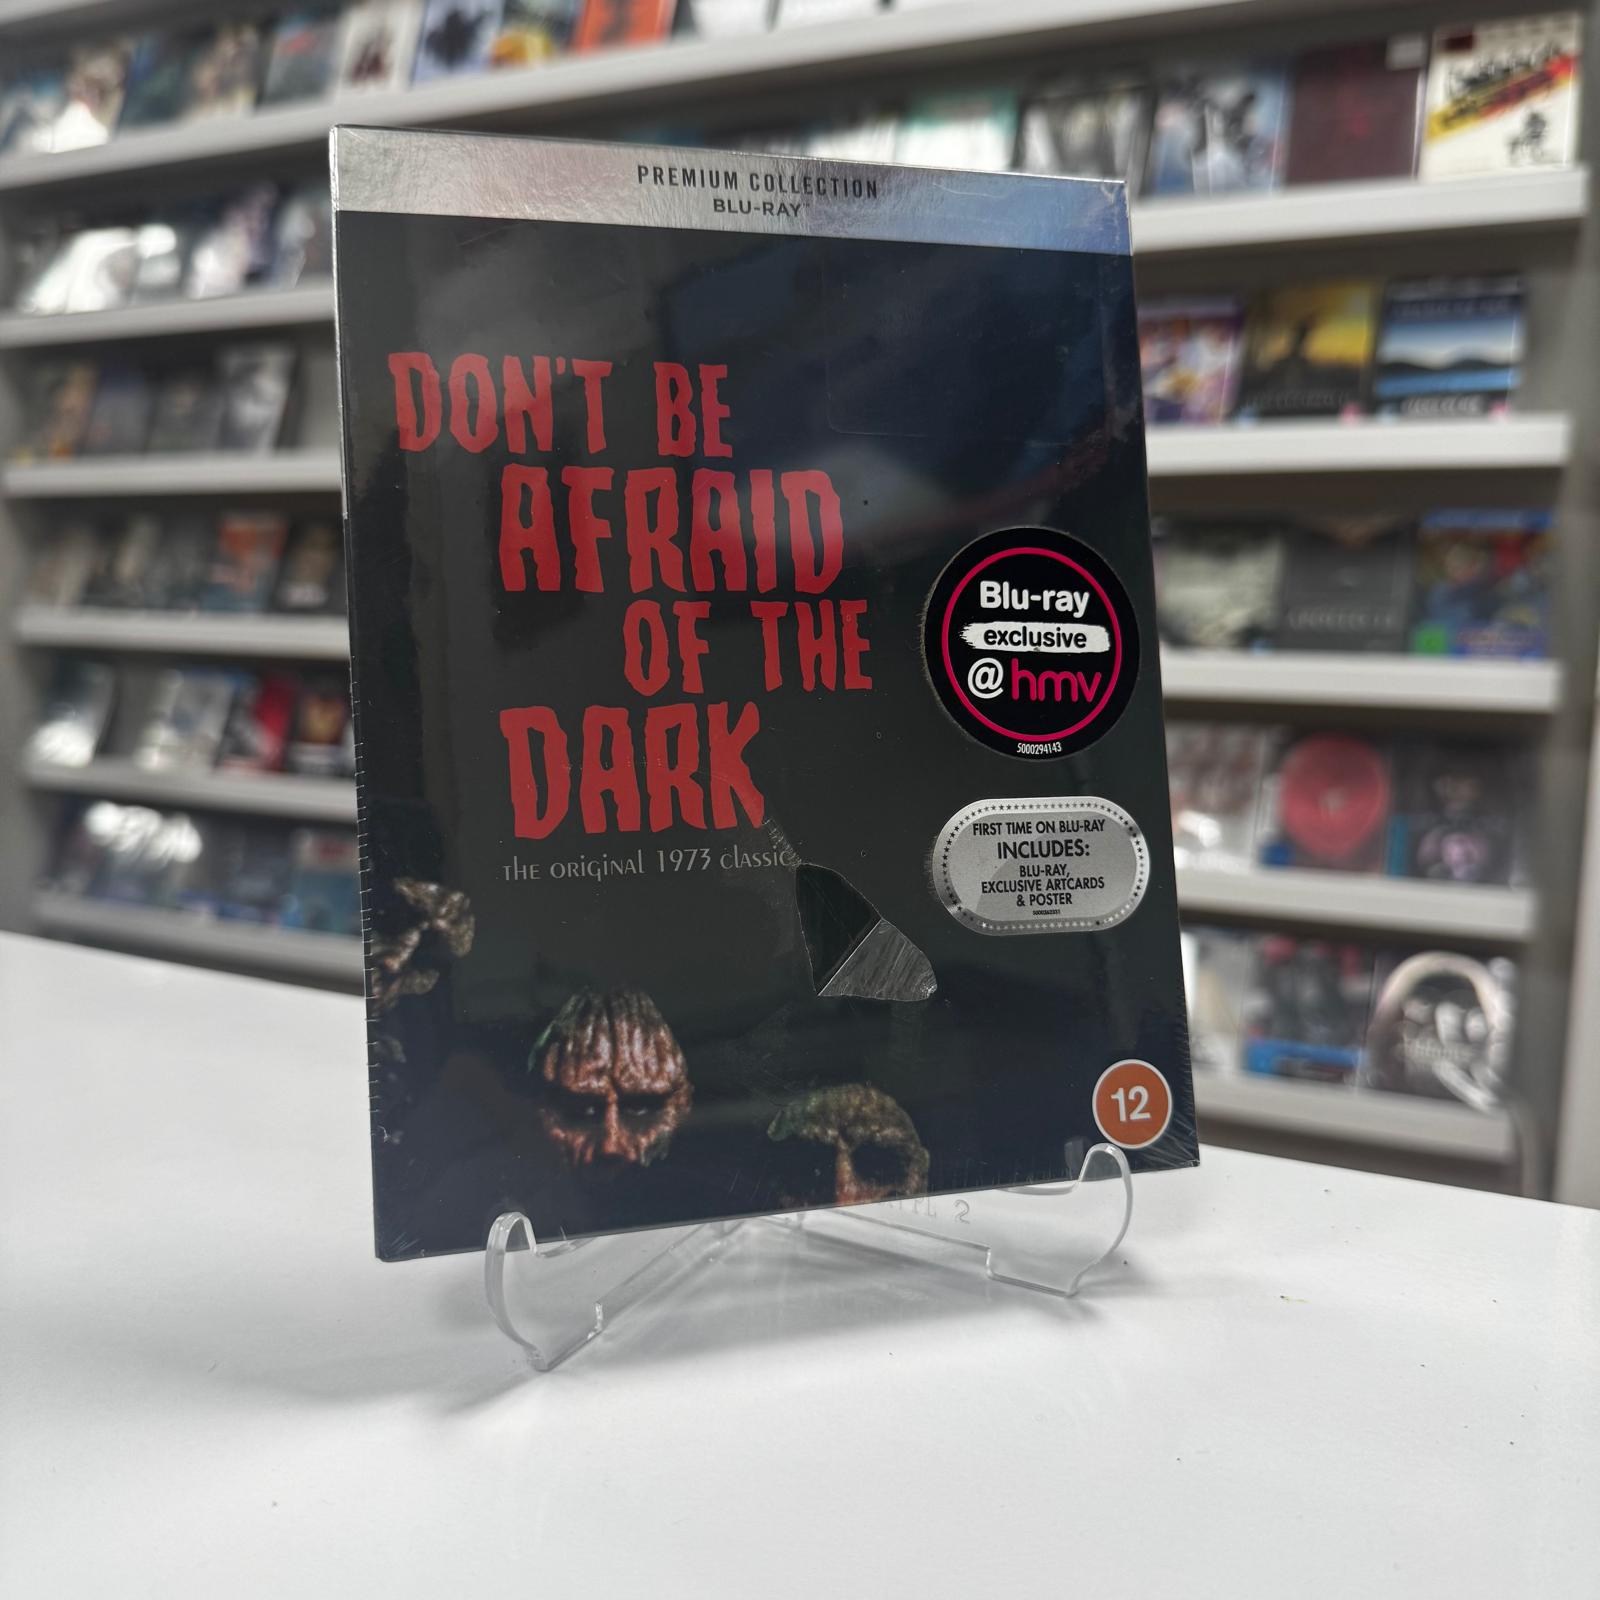 PREMIUM COLLECTION
BLU-RAY™
DON'T BE
AFRAID
OF THE
DARK
THE ORIGINAL 1973 CLASSIC
Blu-ray
exclusive
@hmv
5000294143
FIRST TIME ON BLU-RAY
INCLUDES:
BLU-RAY,
EXCLUSIVE ARTCARDS
& POSTER
12